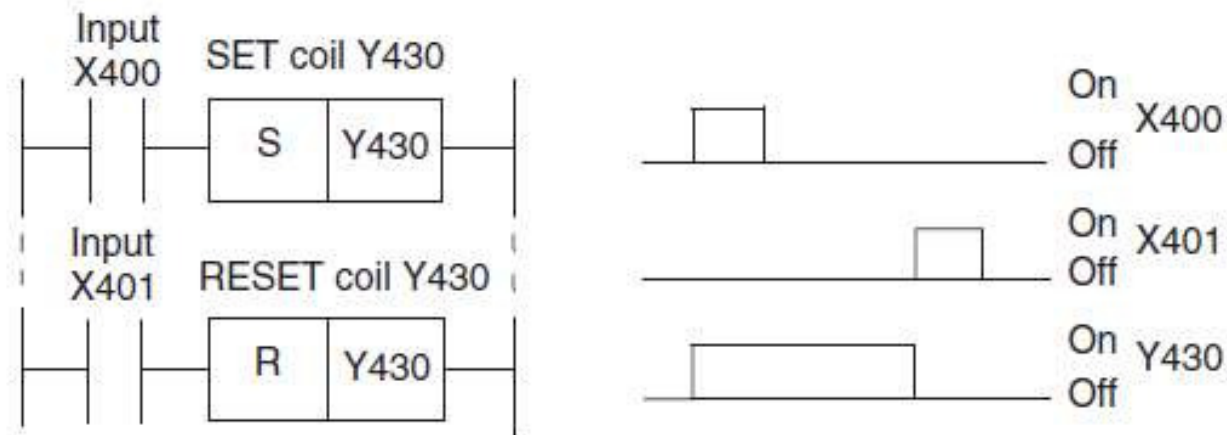 Input
X400
SET coil Y430
S
Y430
Input
X401
RESET coil Y430
R
Y430
On
X400
Off
On
X401
Off
On
Y430
Off